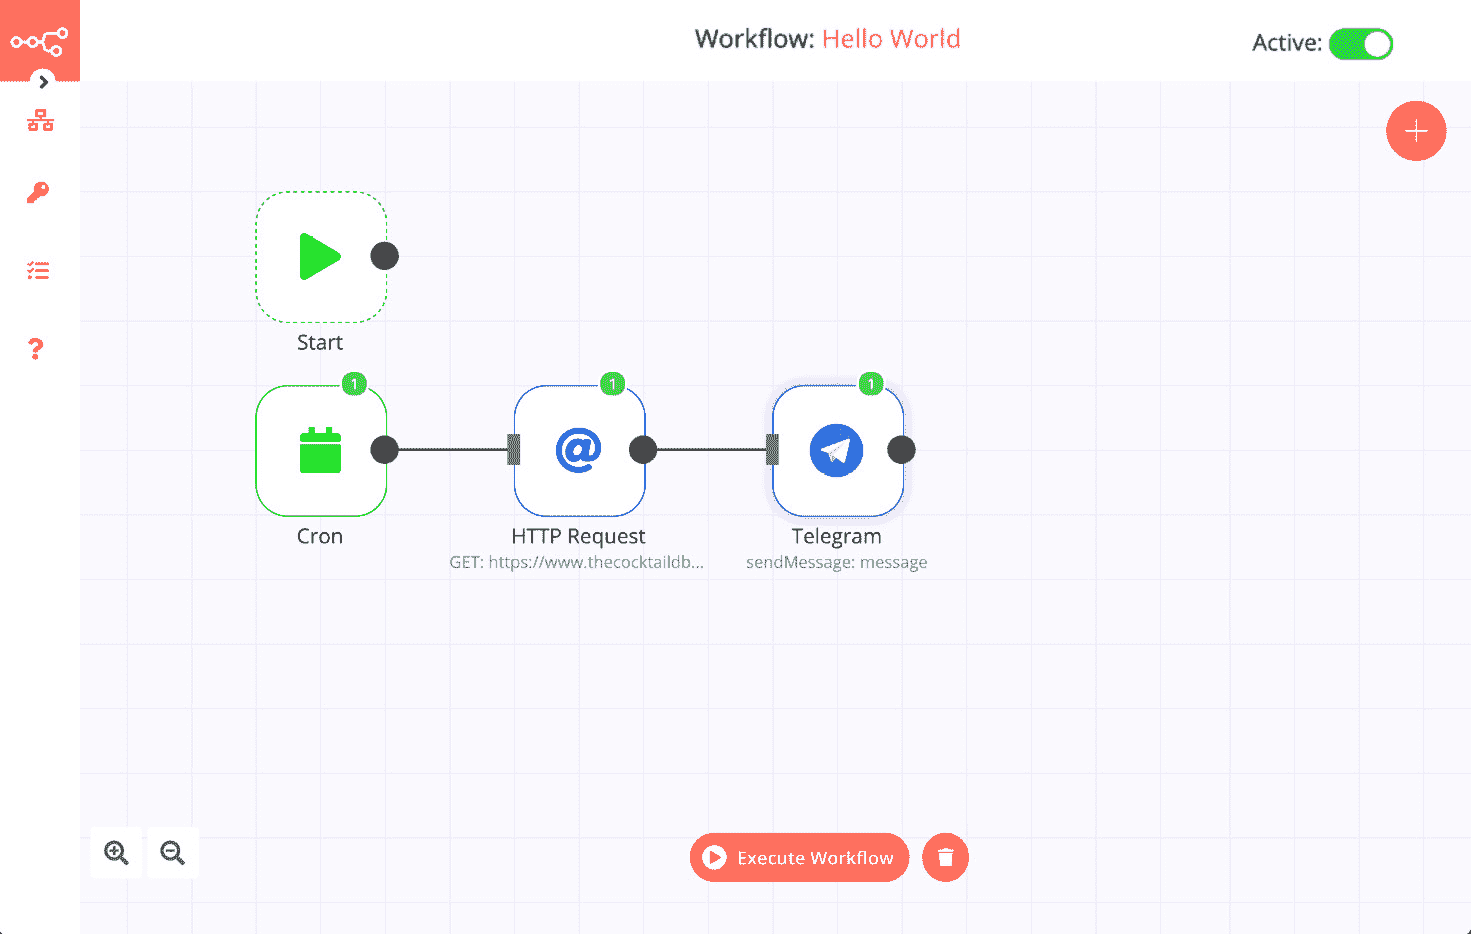 Workflow: Hello World
Active:
Start
1
1
1
Cron
HTTP Request
Telegram
GET: https://www.thecocktaildb...
sendMessage: message
Execute Workflow